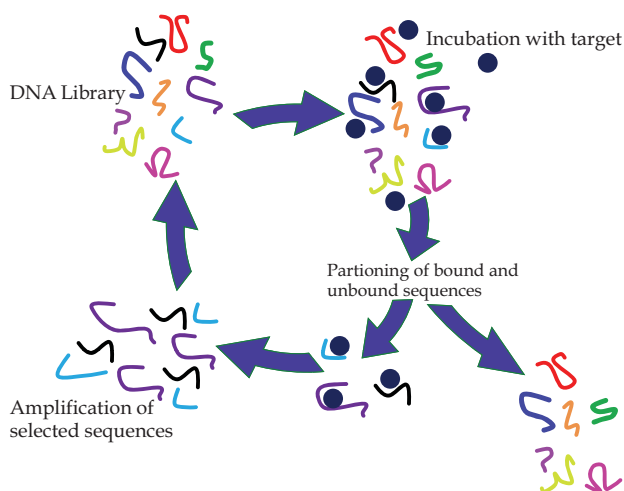 Incubation with target
DNA Library
Partioning of bound and
unbound sequences
Amplification of
selected sequences